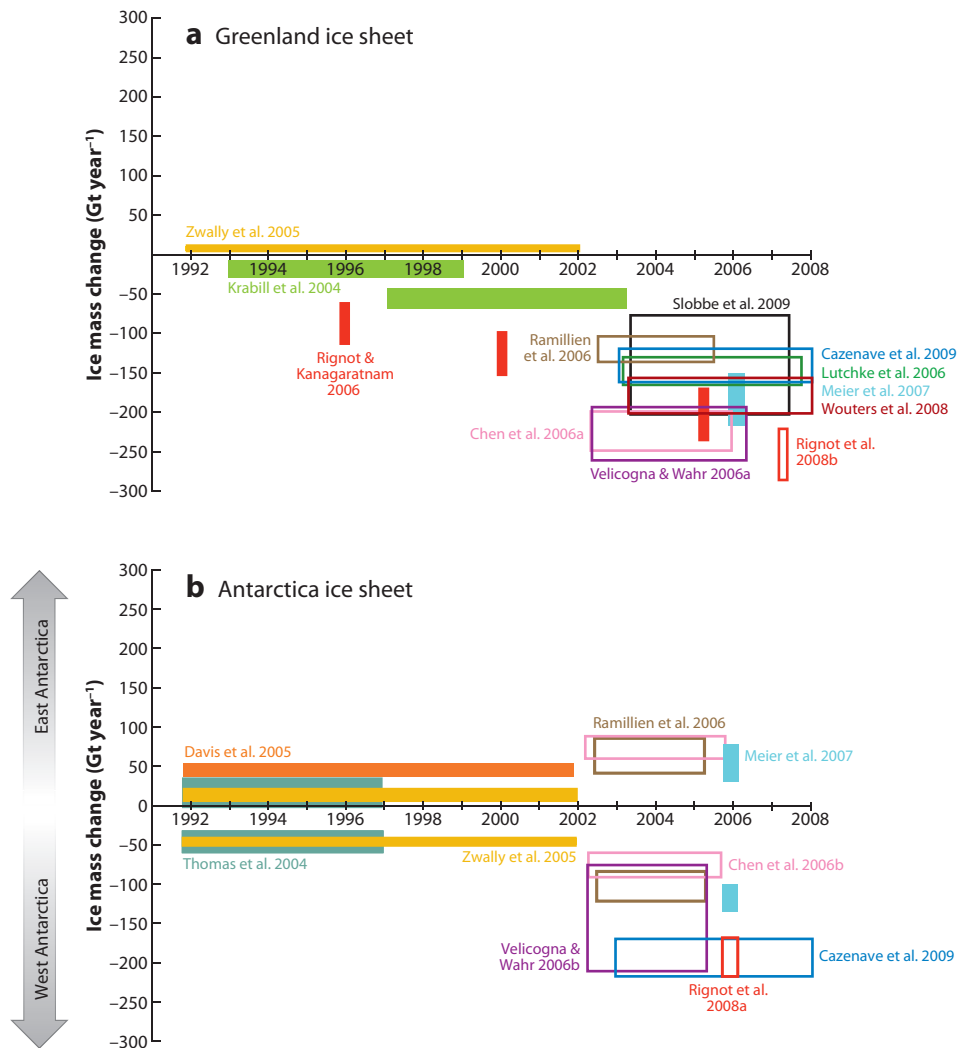 a Greenland ice sheet
Ice mass change (Gt year⁻¹)
300
250
200
150
100
50
−50
−100
−150
−200
−250
−300
1992 1994 1996 1998 2000 2002 2004 2006 2008
Zwally et al. 2005
Krabill et al. 2004
Rignot &
Kanagaratnam
2006
Slobbe et al. 2009
Ramillien
et al. 2006
Cazenave et al. 2009
Lutchke et al. 2006
Meier et al. 2007
Wouters et al. 2008
Chen et al. 2006a
Velicogna & Wahr 2006a
Rignot et al.
2008b
b Antarctica ice sheet
East Antarctica
West Antarctica
Ice mass change (Gt year⁻¹)
300
250
200
150
100
50
0
−50
−100
−150
−200
−250
−300
1992 1994 1996 1998 2000 2002 2004 2006 2008
Ramillien et al. 2006
Davis et al. 2005
Meier et al. 2007
Thomas et al. 2004
Zwally et al. 2005
Chen et al. 2006b
Velicogna &
Wahr 2006b
Cazenave et al. 2009
Rignot et al.
2008a